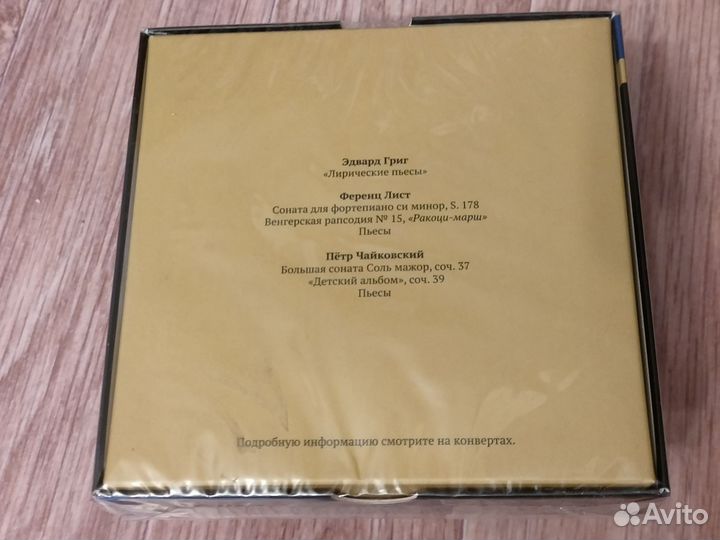 Эдвард Григ
«Лирические пьесы»
Ференц Лист
Соната для фортепиано си минор, S. 178
Венгерская рапсодия № 15, «Ракоци-марш»
Пьесы
Пётр Чайковский
Большая соната Соль мажор, соч. 37
«Детский альбом», соч. 39
Пьесы
Подробную информацию смотрите на конвертах.
Avito